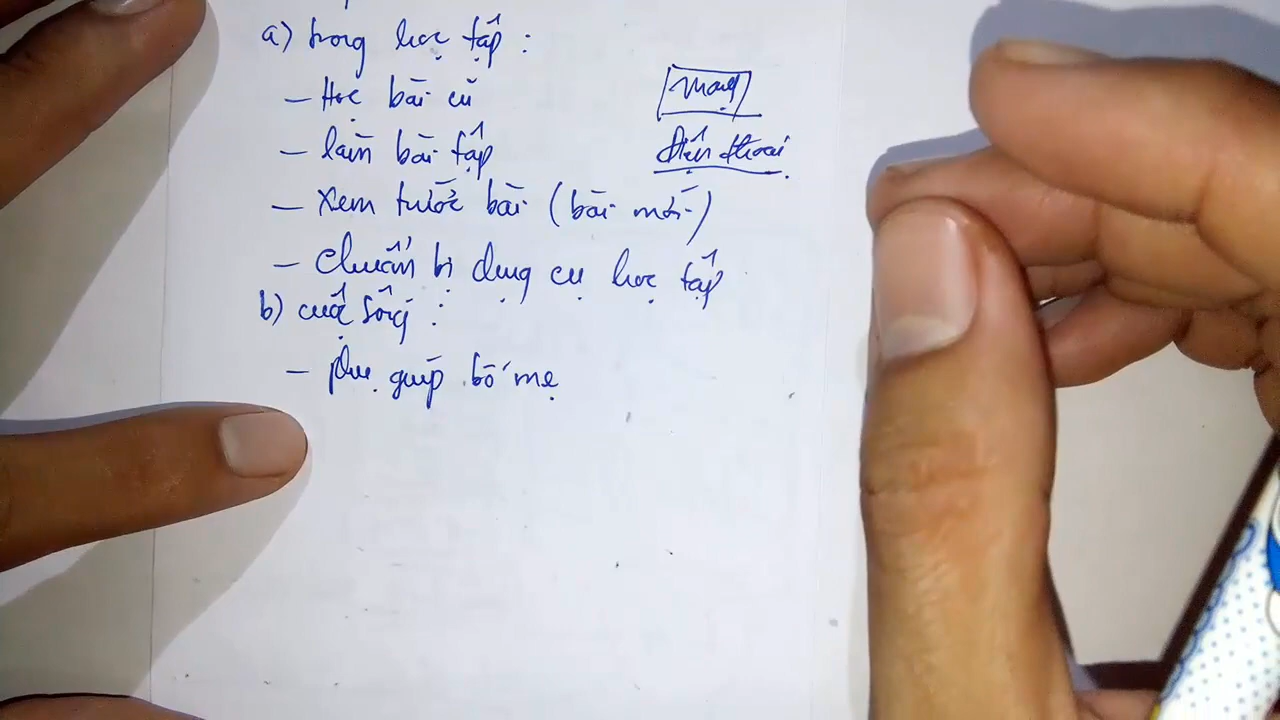 a) trong học tập :
- Học bài cũ
- làm bài tập
- Xem trước bài (bài mới)
- chuẩn bị dụng cụ học tập
b) cuộc sống :
- phụ giúp bố mẹ
mạng
điện thoại